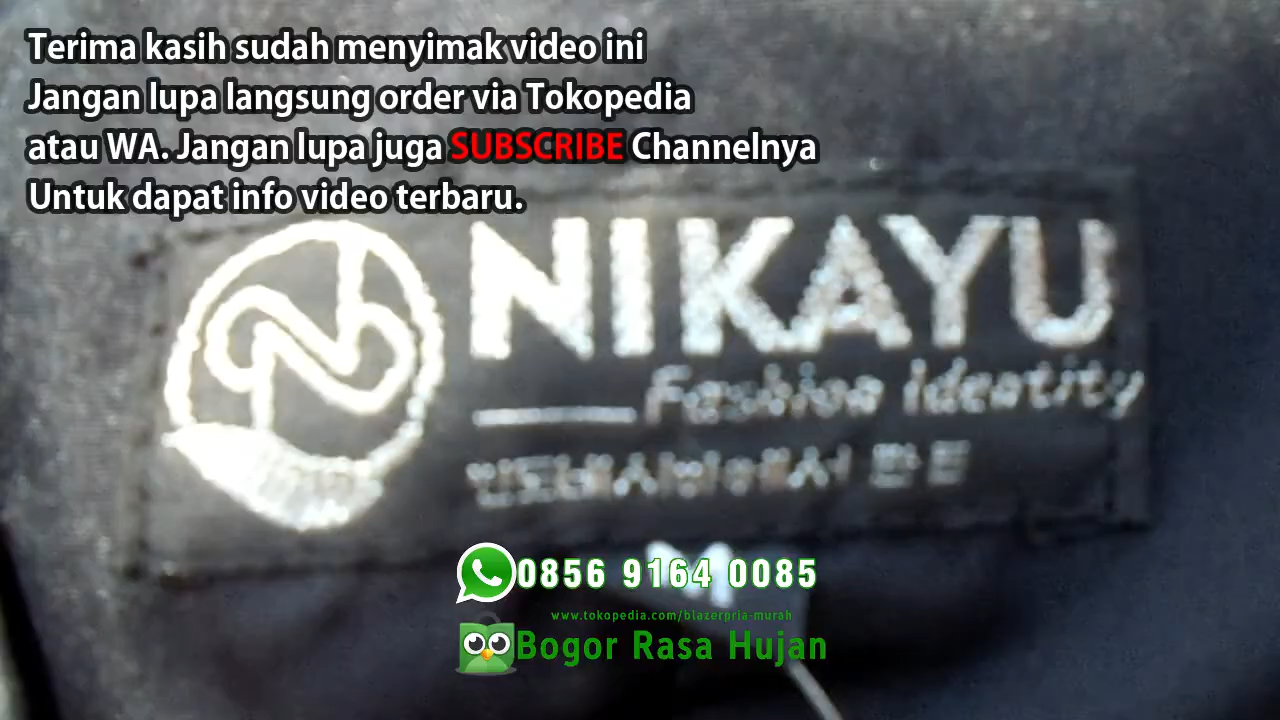 Terima kasih sudah menyimak video ini
Jangan lupa langsung order via Tokopedia
atau WA. Jangan lupa juga SUBSCRIBE Channelnya
Untuk dapat info video terbaru.
NIKAYU
Fashion identity
0856 9164 0085
www.tokopedia.com/blazerpria-murah
Bogor Rasa Hujan